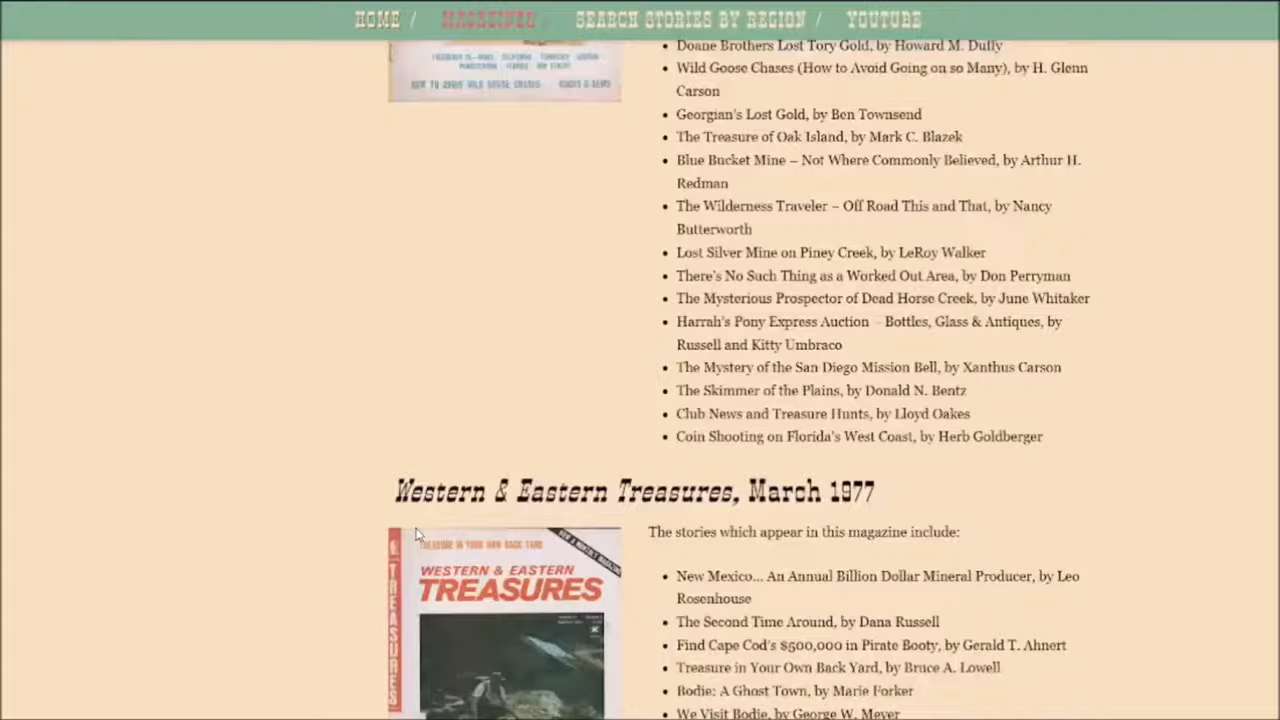 HOME / MAGAZINES SEARCH STORIES BY REGION / YOUTUBE
Doane Brothers Lost Tory Gold, by Howard M. Duffy
Wild Goose Chases (How to Avoid Going on so Many), by H. Glenn
Carson
HOW TO AVOID WILD GOOSE CHASES
Georgian's Lost Gold, by Ben Townsend
The Treasure of Oak Island, by Mark C. Blazek
Blue Bucket Mine – Not Where Commonly Believed, by Arthur H.
Redman
The Wilderness Traveler – Off Road This and That, by Nancy
Butterworth
Lost Silver Mine on Piney Creek, by LeRoy Walker
There's No Such Thing as a Worked Out Area, by Don Perryman
The Mysterious Prospector of Dead Horse Creek, by June Whitaker
Harrah's Pony Express Auction – Bottles, Glass & Antiques, by
Russell and Kitty Umbraco
The Mystery of the San Diego Mission Bell, by Xanthus Carson
The Skimmer of the Plains, by Donald N. Bentz
Club News and Treasure Hunts, by Lloyd Oakes
Coin Shooting on Florida's West Coast, by Herb Goldberger
Western & Eastern Treasures, March 1977
The stories which appear in this magazine include:
TREASURE IN YOUR OWN BACK YARD
NOW A MONTHLY MAGAZINE
WESTERN & EASTERN
TREASURES
TREASURES
New Mexico... An Annual Billion Dollar Mineral Producer, by Leo
Rosenhouse
The Second Time Around, by Dana Russell
Find Cape Cod's $500,000 in Pirate Booty, by Gerald T. Ahnert
Treasure in Your Own Back Yard, by Bruce A. Lowell
Bodie: A Ghost Town, by Marie Forker
We Visit Bodie, by George W. Meyer